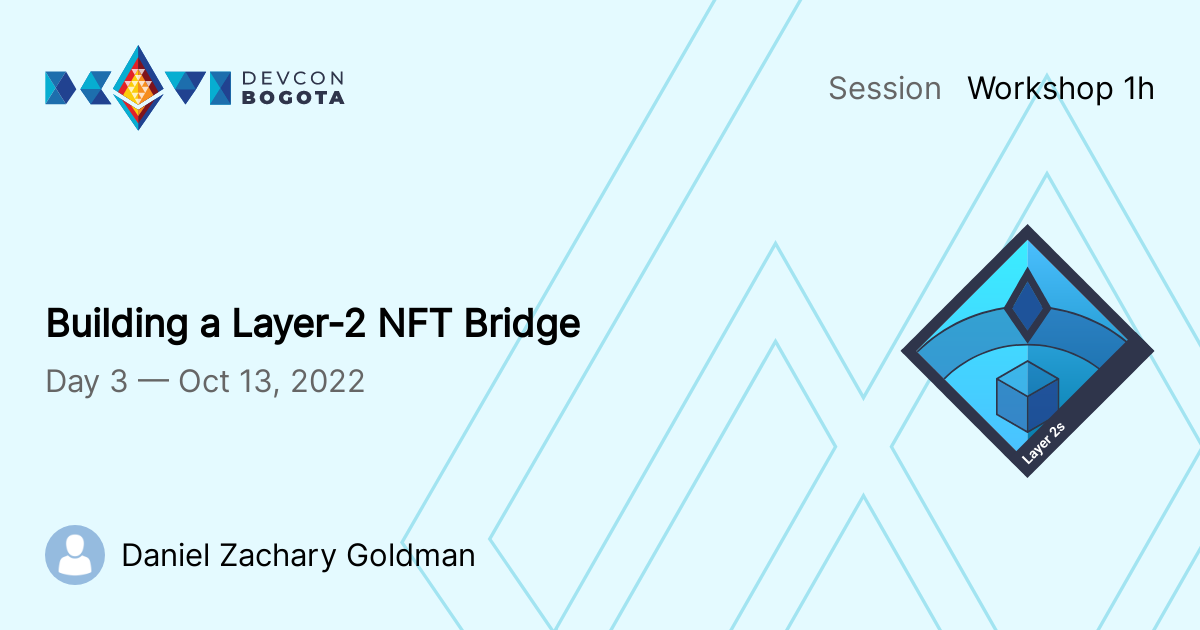 DEVCON
BOGOTA
Session Workshop 1h
Building a Layer-2 NFT Bridge
Day 3 — Oct 13, 2022
Layer 2s
Daniel Zachary Goldman